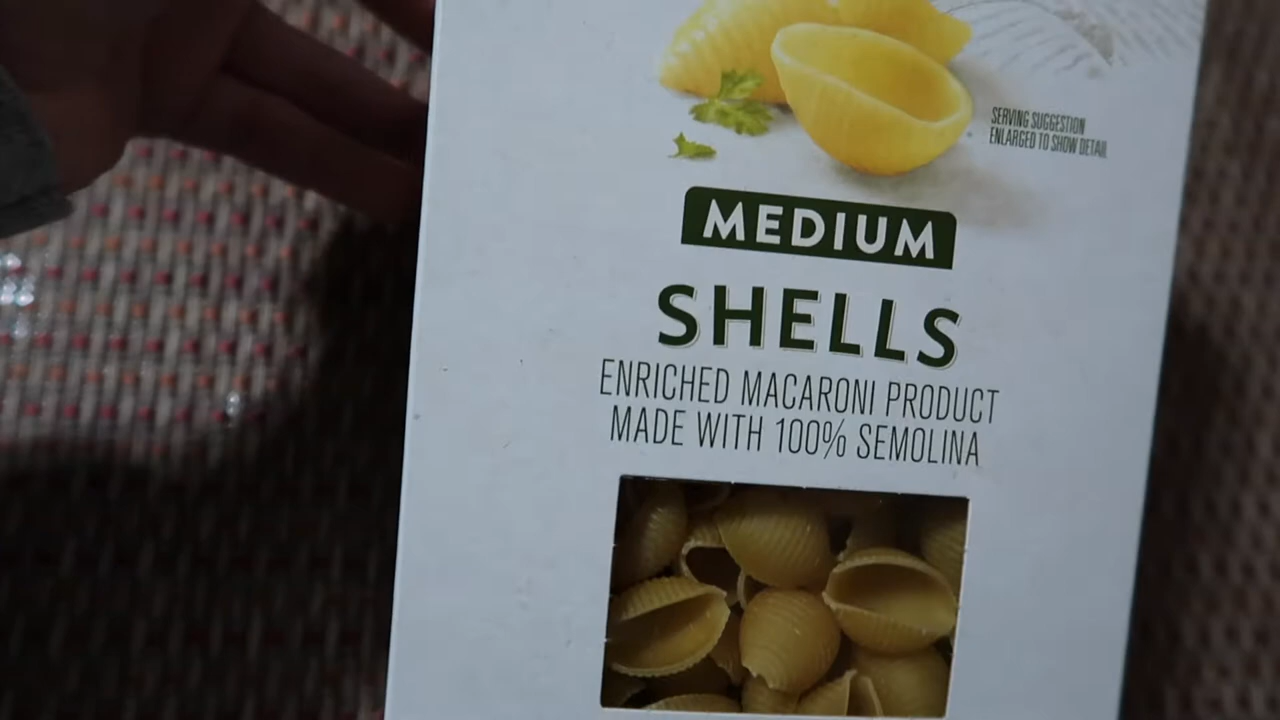 SERVING SUGGESTION
ENLARGED TO SHOW DETAIL
MEDIUM
SHELLS
ENRICHED MACARONI PRODUCT
MADE WITH 100% SEMOLINA